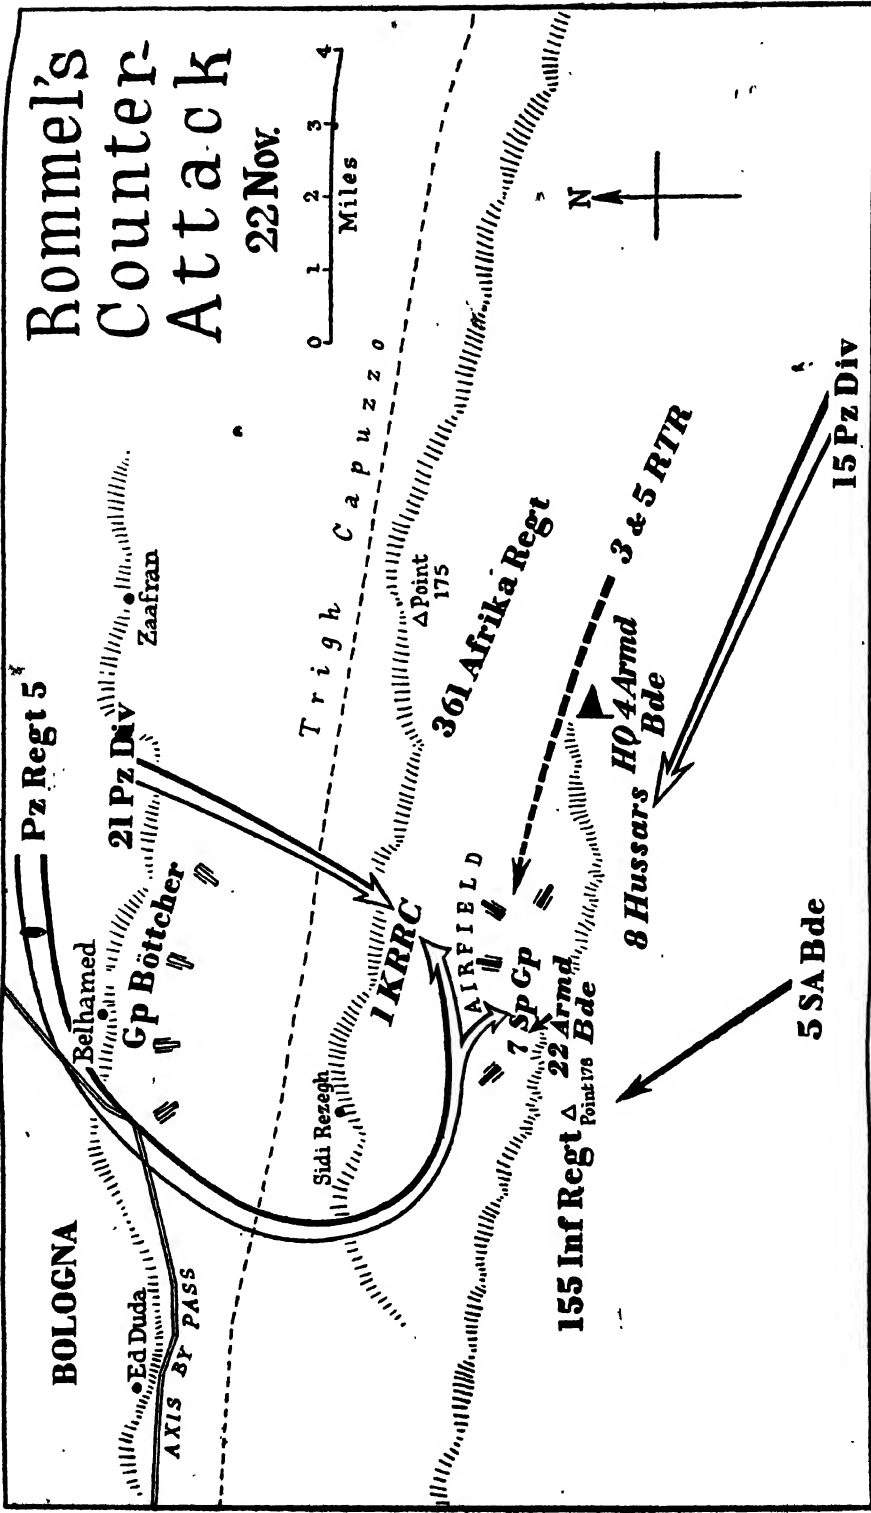 Rommel's
Counter-
Attack
22 Nov.
0 1 2 3 4
Miles
N
BOLOGNA
Ed Duda
AXIS BY PASS
Belhamed
Gp Böttcher
Pz Regt 5
21 Pz Div
Zaafran
Trigh Capuzzo
Sidi Rezegh
1 KRRC
Point
175
361 Afrika Regt
AIRFIELD
3 & 5 RTR
7 Sp Gp
22 Armd
Bde
155 Inf Regt
Point 178
HQ 4 Armd
Bde
8 Hussars
5 SA Bde
15 Pz Div